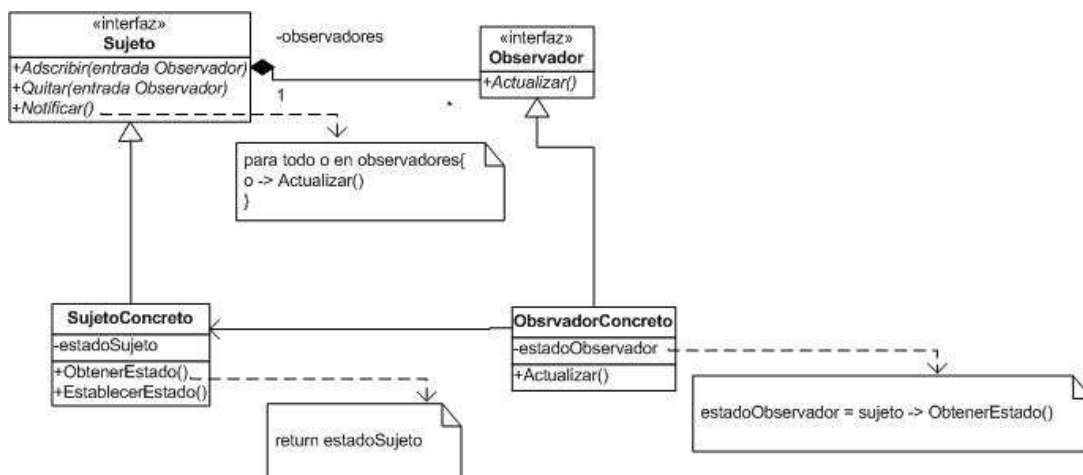 «interfaz»
Sujeto
+Adscribir(entrada Observador)
+Quitar(entrada Observador)
+Notificar()
-observadores
1
*
«interfaz»
Observador
+Actualizar()
para todo o en observadores{
o -> Actualizar()
}
SujetoConcreto
-estadoSujeto
+ObtenerEstado()
+EstablecerEstado()
return estadoSujeto
ObsrvadorConcreto
-estadoObservador
+Actualizar()
estadoObservador = sujeto -> ObtenerEstado()